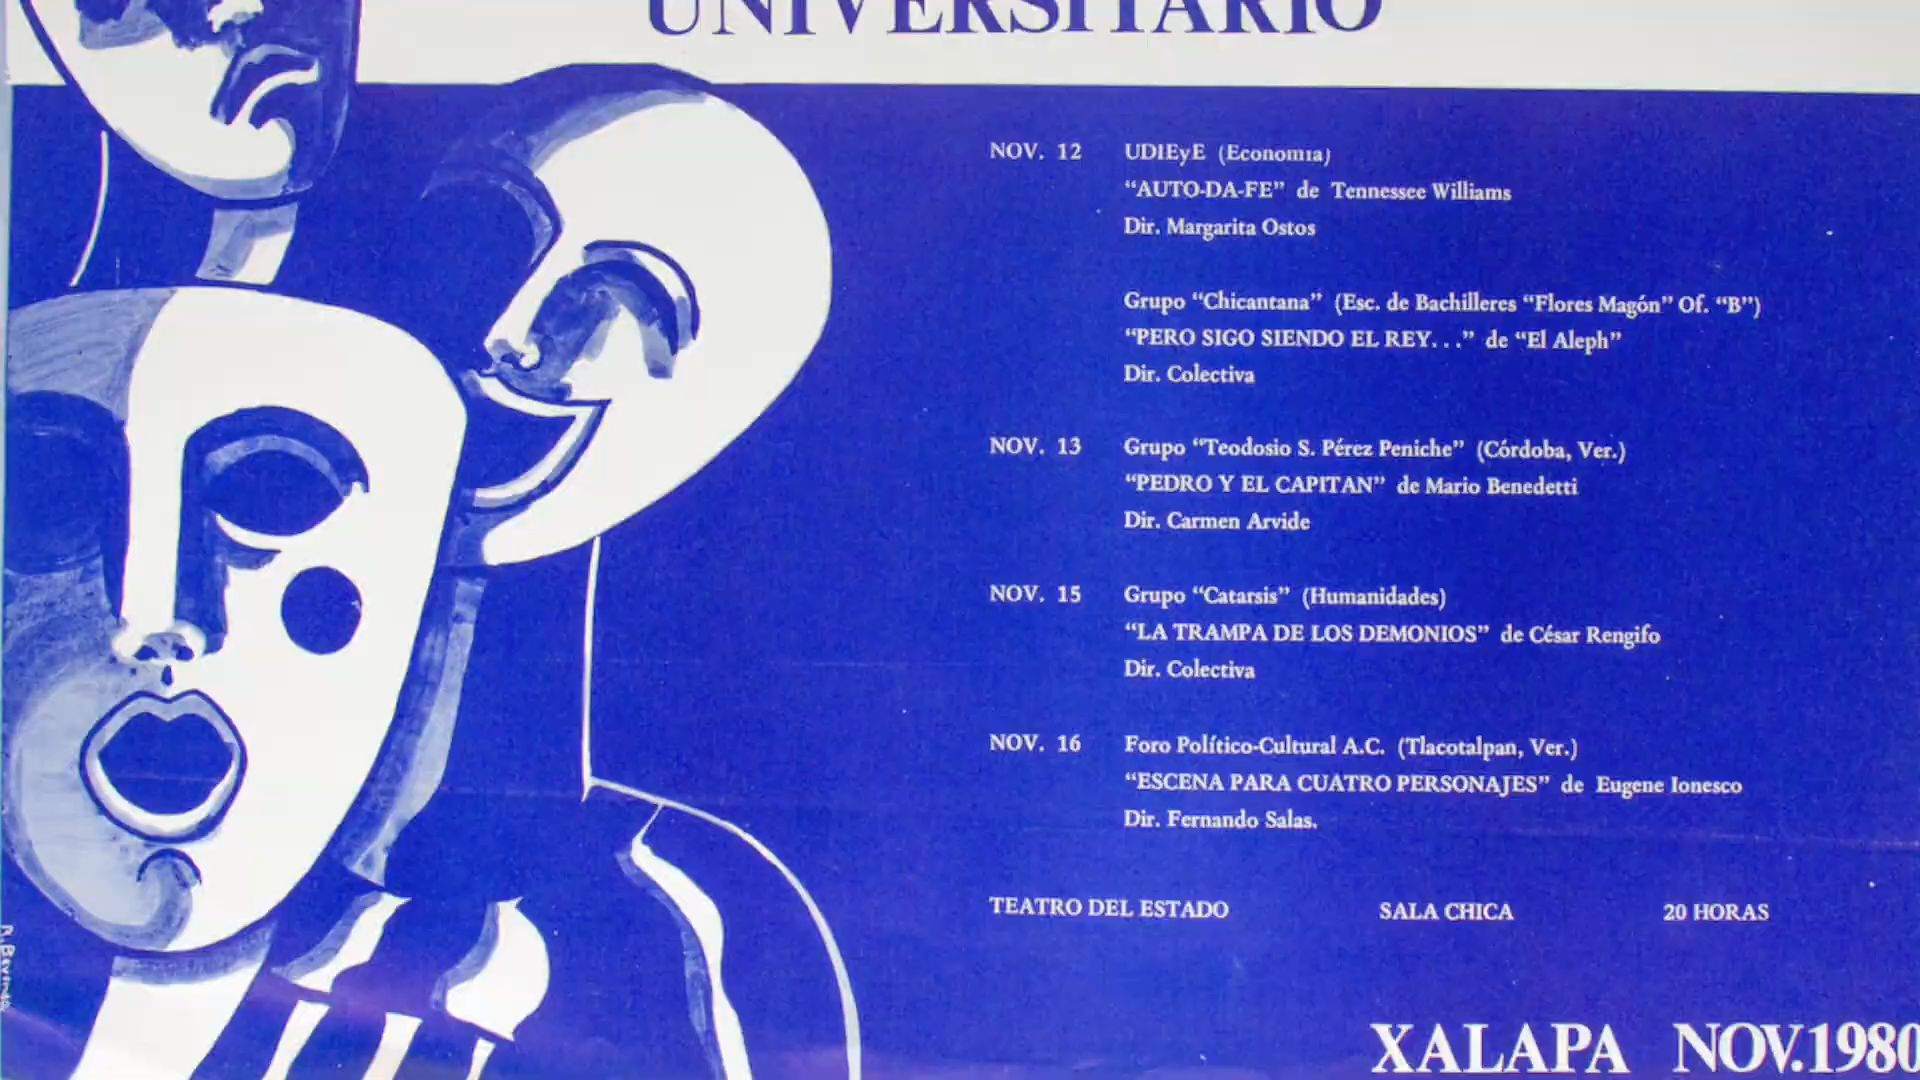 UNIVERSITARIO
NOV. 12 UDIEyE (Economia)
“AUTO-DA-FE” de Tennessee Williams
Dir. Margarita Ostos
Grupo “Chicantana” (Esc. de Bachilleres “Flores Magón” Of. “B”)
“PERO SIGO SIENDO EL REY...” de “El Aleph”
Dir. Colectiva
NOV. 13 Grupo “Teodosio S. Pérez Peniche” (Córdoba, Ver.)
“PEDRO Y EL CAPITAN” de Mario Benedetti
Dir. Carmen Arvide
NOV. 15 Grupo “Catarsis” (Humanidades)
“LA TRAMPA DE LOS DEMONIOS” de César Rengifo
Dir. Colectiva
NOV. 16 Foro Político-Cultural A.C. (Tlacotalpan, Ver.)
“ESCENA PARA CUATRO PERSONAJES” de Eugene Ionesco
Dir. Fernando Salas.
TEATRO DEL ESTADO SALA CHICA 20 HORAS
XALAPA NOV.1980